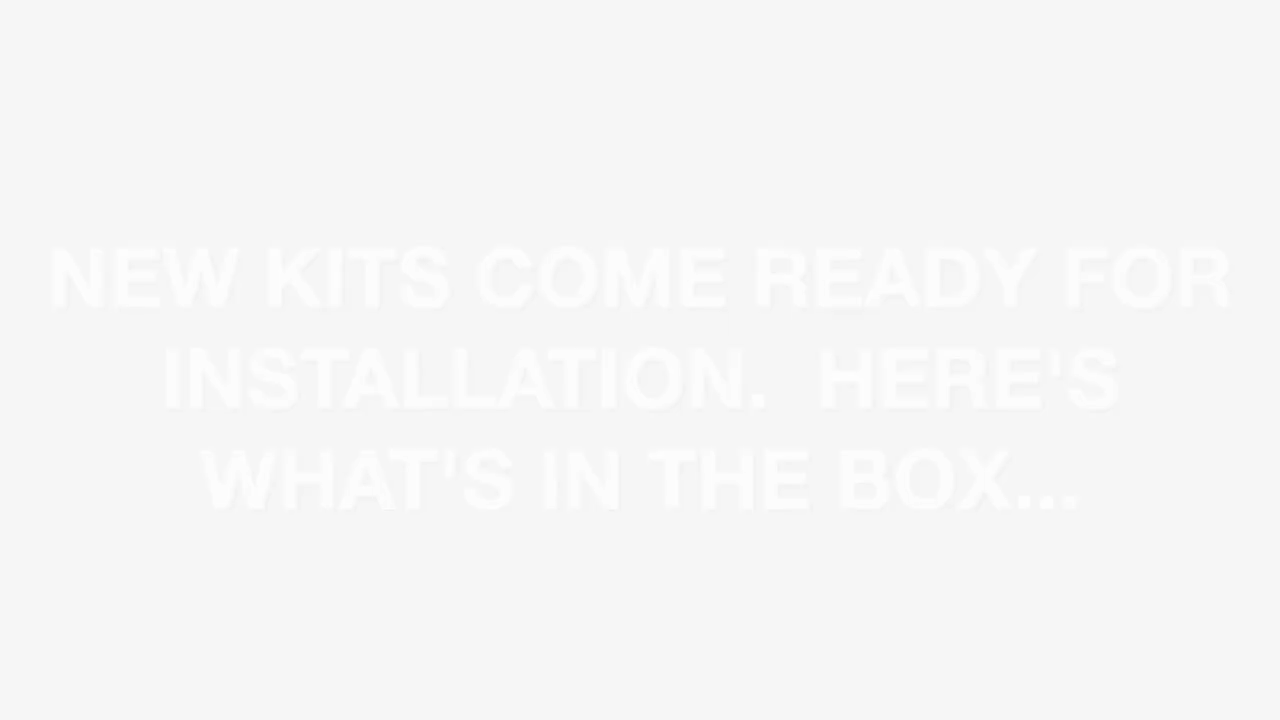 NEW KITS COME READY FOR
INSTALLATION.  HERE'S
WHAT'S IN THE BOX...